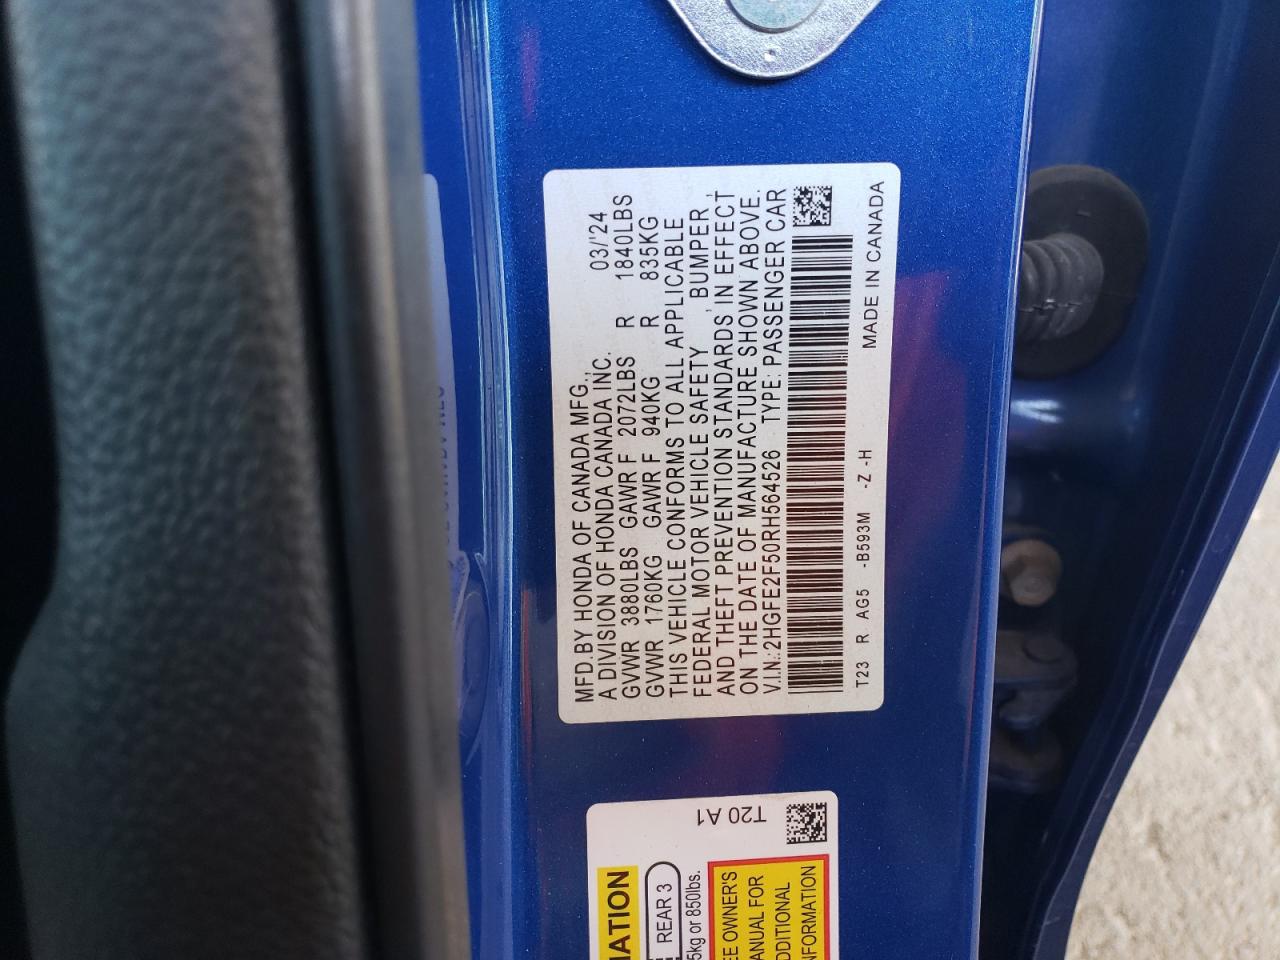 MFD.BY HONDA OF CANADA MFG., 03/'24
A DIVISION OF HONDA CANADA INC.
GVWR 3880LBS GAWR F 2072LBS R 1840LBS
GVWR 1760KG GAWR F 940KG R 835KG
THIS VEHICLE CONFORMS TO ALL APPLICABLE
FEDERAL MOTOR VEHICLE SAFETY , BUMPER ,
AND THEFT PREVENTION STANDARDS IN EFFECT
ON THE DATE OF MANUFACTURE SHOWN ABOVE.
V.I.N.:2HGFE2F50RH564526 TYPE: PASSENGER CAR
T23 R AG5 -B593M -Z -H MADE IN CANADA
T20 A1
REAR 3
5kg or 850lbs.